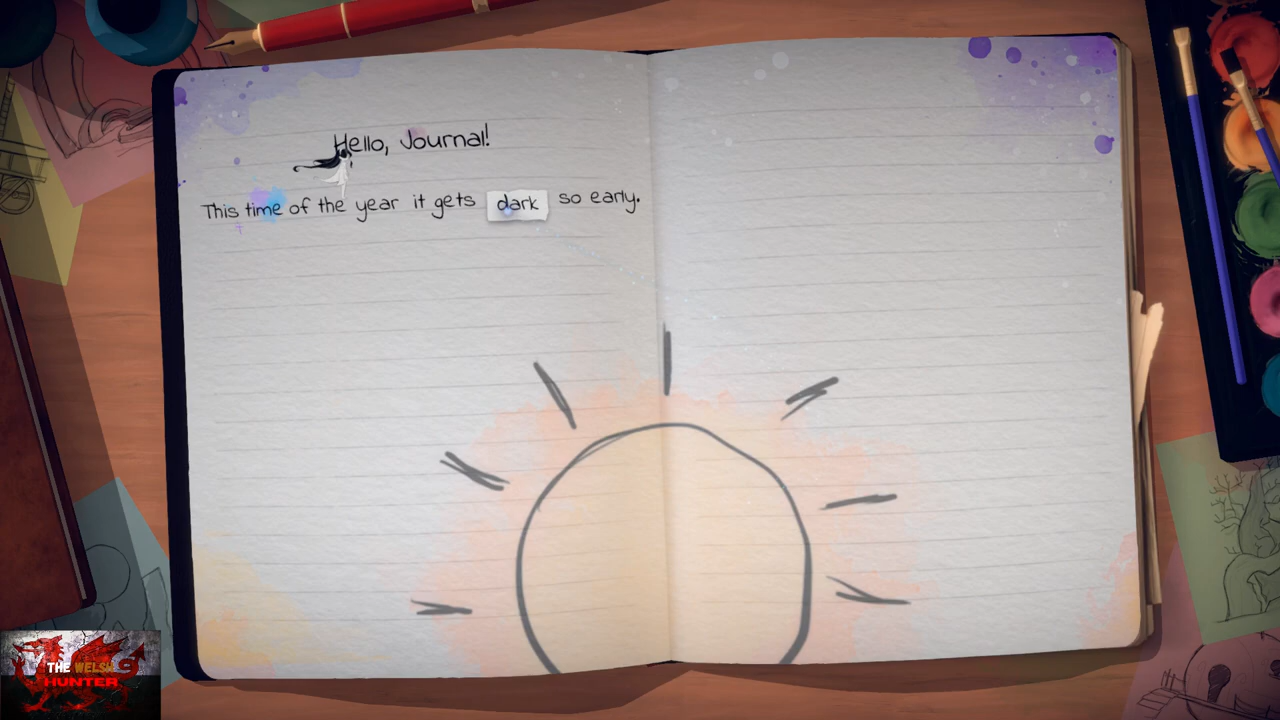 Hello, Journal!
This time of the year it gets dark so early.
THE WELSH
HUNTER